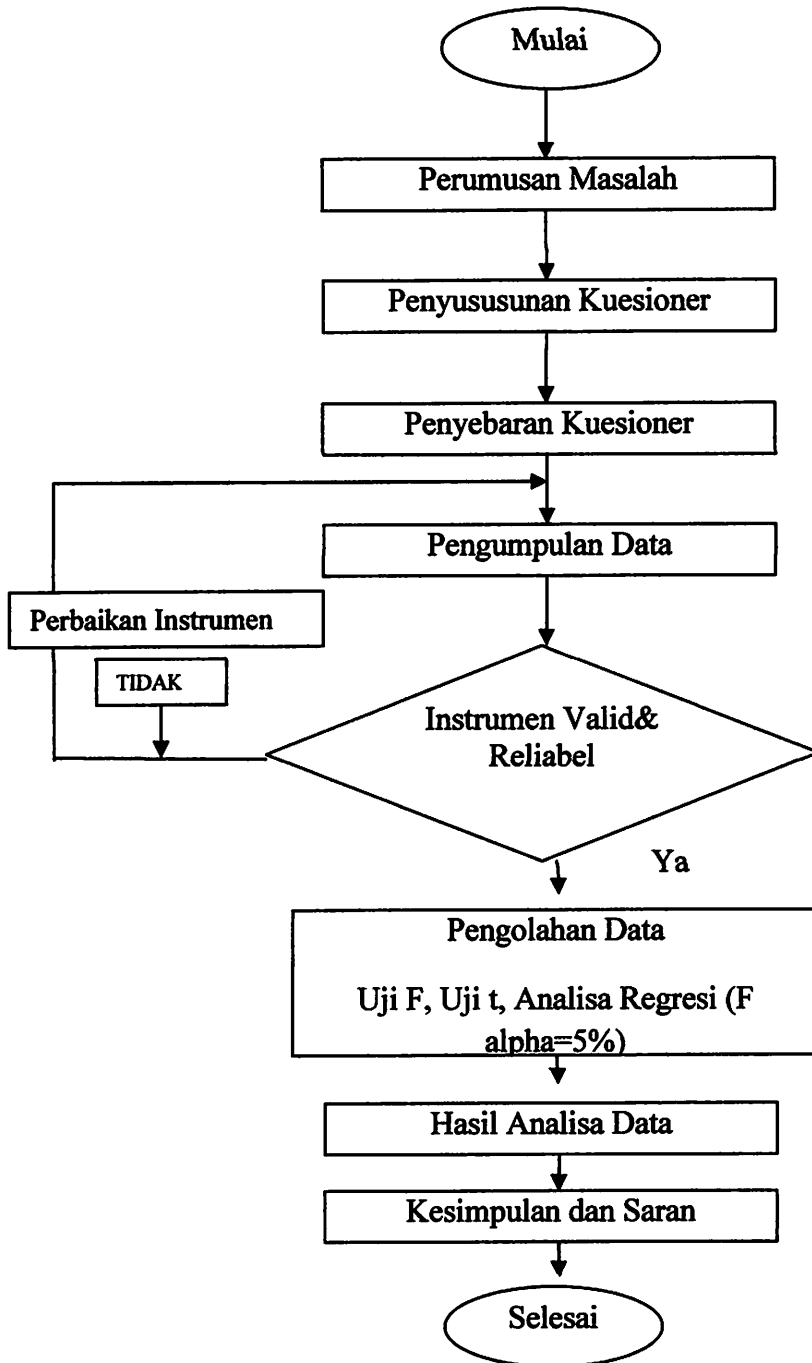 Mulai
Perumusan Masalah
Penyususunan Kuesioner
Penyebaran Kuesioner
Pengumpulan Data
Perbaikan Instrumen
TIDAK
Instrumen Valid&
Reliabel
Ya
Pengolahan Data
Uji F, Uji t, Analisa Regresi (F
alpha=5%)
Hasil Analisa Data
Kesimpulan dan Saran
Selesai